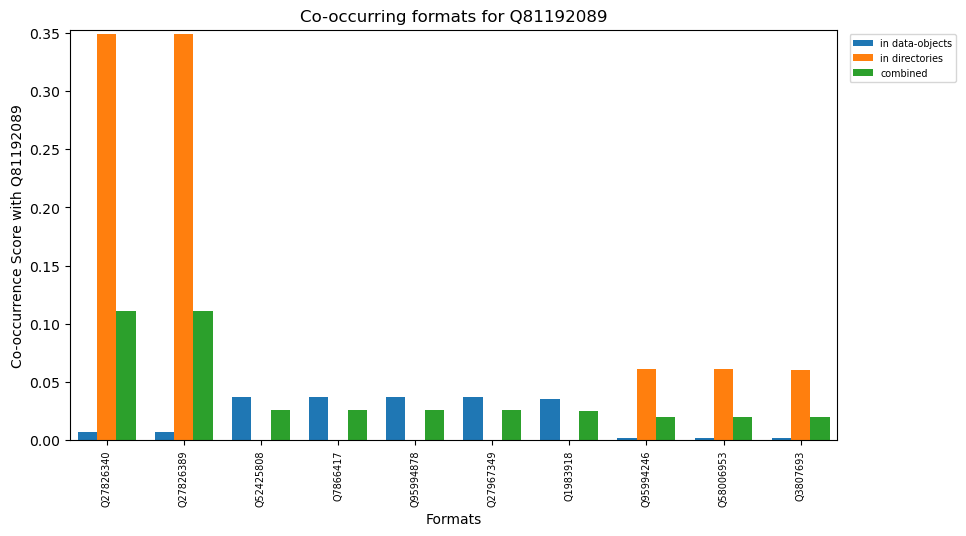 Co-occurring formats for Q81192089
in data-objects
in directories
combined
Co-occurrence Score with Q81192089
0.35
0.30
0.25
0.20
0.15
0.10
0.05
0.00
Q27826340
Q27826389
Q52425808
Q7866417
Q95994878
Q27967349
Q1983918
Q95994246
Q58006953
Q3807693
Formats